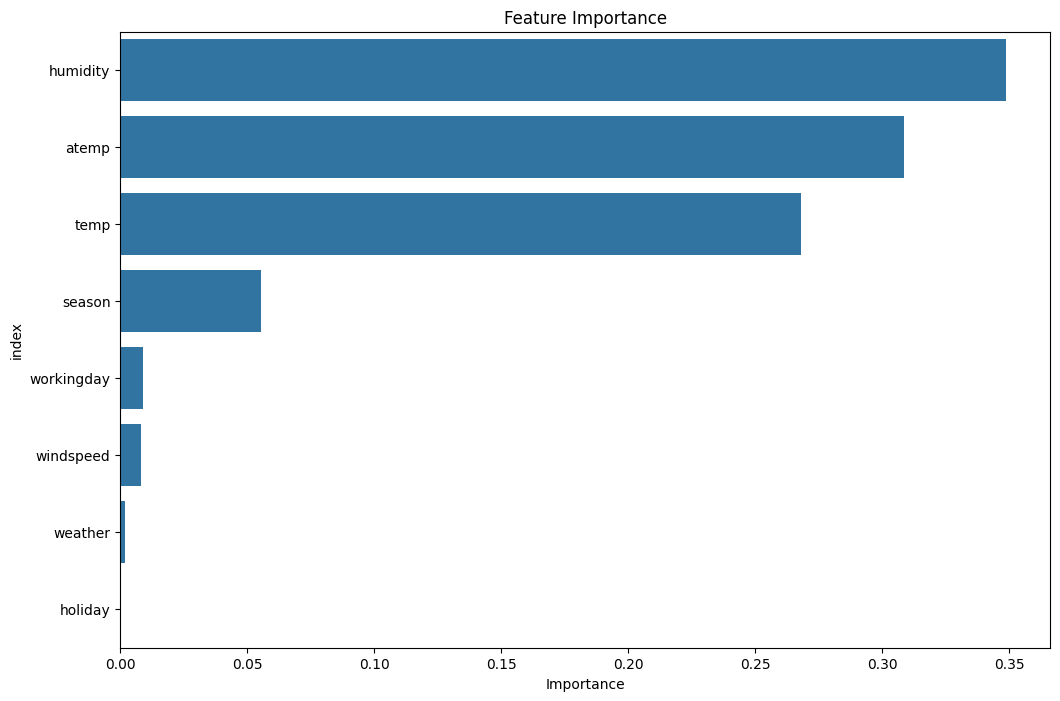 Feature Importance
humidity
atemp
temp
season
workingday
windspeed
weather
holiday
index
0.00 0.05 0.10 0.15 0.20 0.25 0.30 0.35
Importance